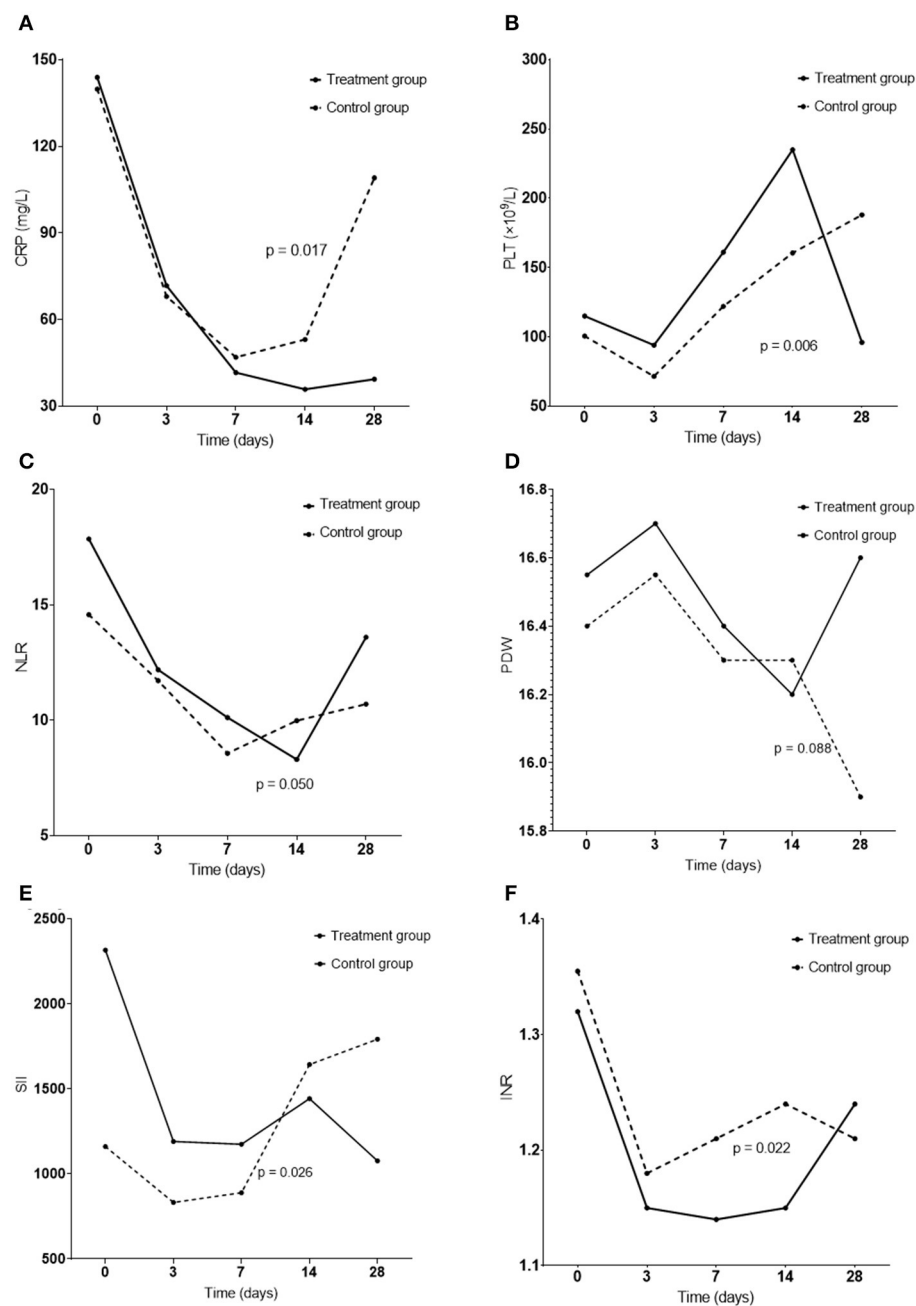 A
150
120
90
60
30
CRP (mg/L)
Treatment group
Control group
p = 0.017
0 3 7 14 28
Time (days)
B
300
250
200
150
100
50
PLT (×10⁹/L)
Treatment group
Control group
p = 0.006
0 3 7 14 28
Time (days)
C
20
15
10
5
NLR
Treatment group
Control group
p = 0.050
0 3 7 14 28
Time (days)
D
16.8
16.6
16.4
16.2
16.0
15.8
PDW
Treatment group
Control group
p = 0.088
0 3 7 14 28
Time (days)
E
2500
2000
1500
1000
500
SII
Treatment group
Control group
p = 0.026
0 3 7 14 28
Time (days)
F
1.4
1.3
1.2
1.1
INR
Treatment group
Control group
p = 0.022
0 3 7 14 28
Time (days)